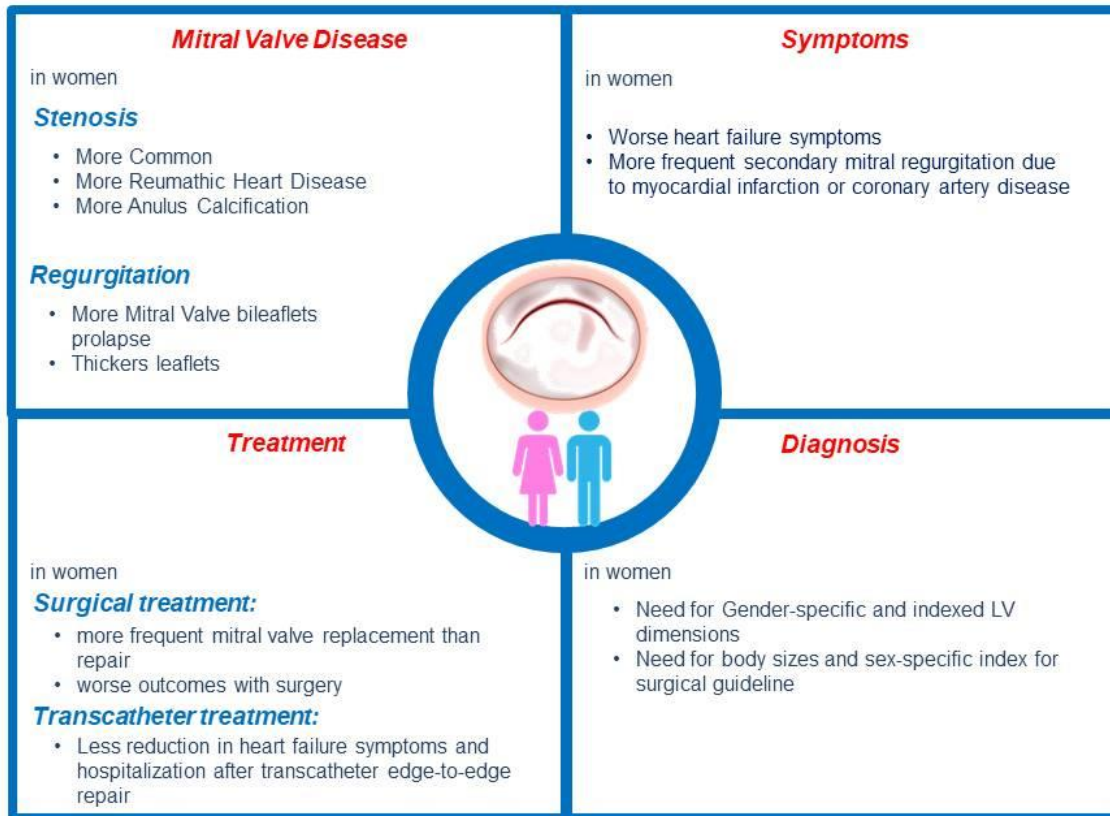 Mitral Valve Disease
in women
Stenosis
• More Common
• More Reumathic Heart Disease
• More Anulus Calcification
Regurgitation
• More Mitral Valve bileaflets
prolapse
• Thickers leaflets
Symptoms
in women
• Worse heart failure symptoms
• More frequent secondary mitral regurgitation due
to myocardial infarction or coronary artery disease
Treatment
in women
Surgical treatment:
• more frequent mitral valve replacement than
repair
• worse outcomes with surgery
Transcatheter treatment:
• Less reduction in heart failure symptoms and
hospitalization after transcatheter edge-to-edge
repair
Diagnosis
in women
• Need for Gender-specific and indexed LV
dimensions
• Need for body sizes and sex-specific index for
surgical guideline